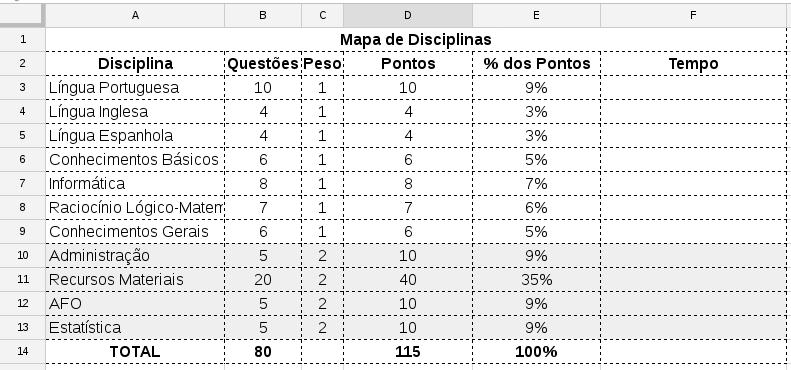 A B C D E F
1 Mapa de Disciplinas
2 Disciplina Questões Peso Pontos % dos Pontos Tempo
3 Língua Portuguesa 10 1 10 9%
4 Língua Inglesa 4 1 4 3%
5 Língua Espanhola 4 1 4 3%
6 Conhecimentos Básicos 6 1 6 5%
7 Informática 8 1 8 7%
8 Raciocínio Lógico-Matem 7 1 7 6%
9 Conhecimentos Gerais 6 1 6 5%
10 Administração 5 2 10 9%
11 Recursos Materiais 20 2 40 35%
12 AFO 5 2 10 9%
13 Estatística 5 2 10 9%
14 TOTAL 80 115 100%